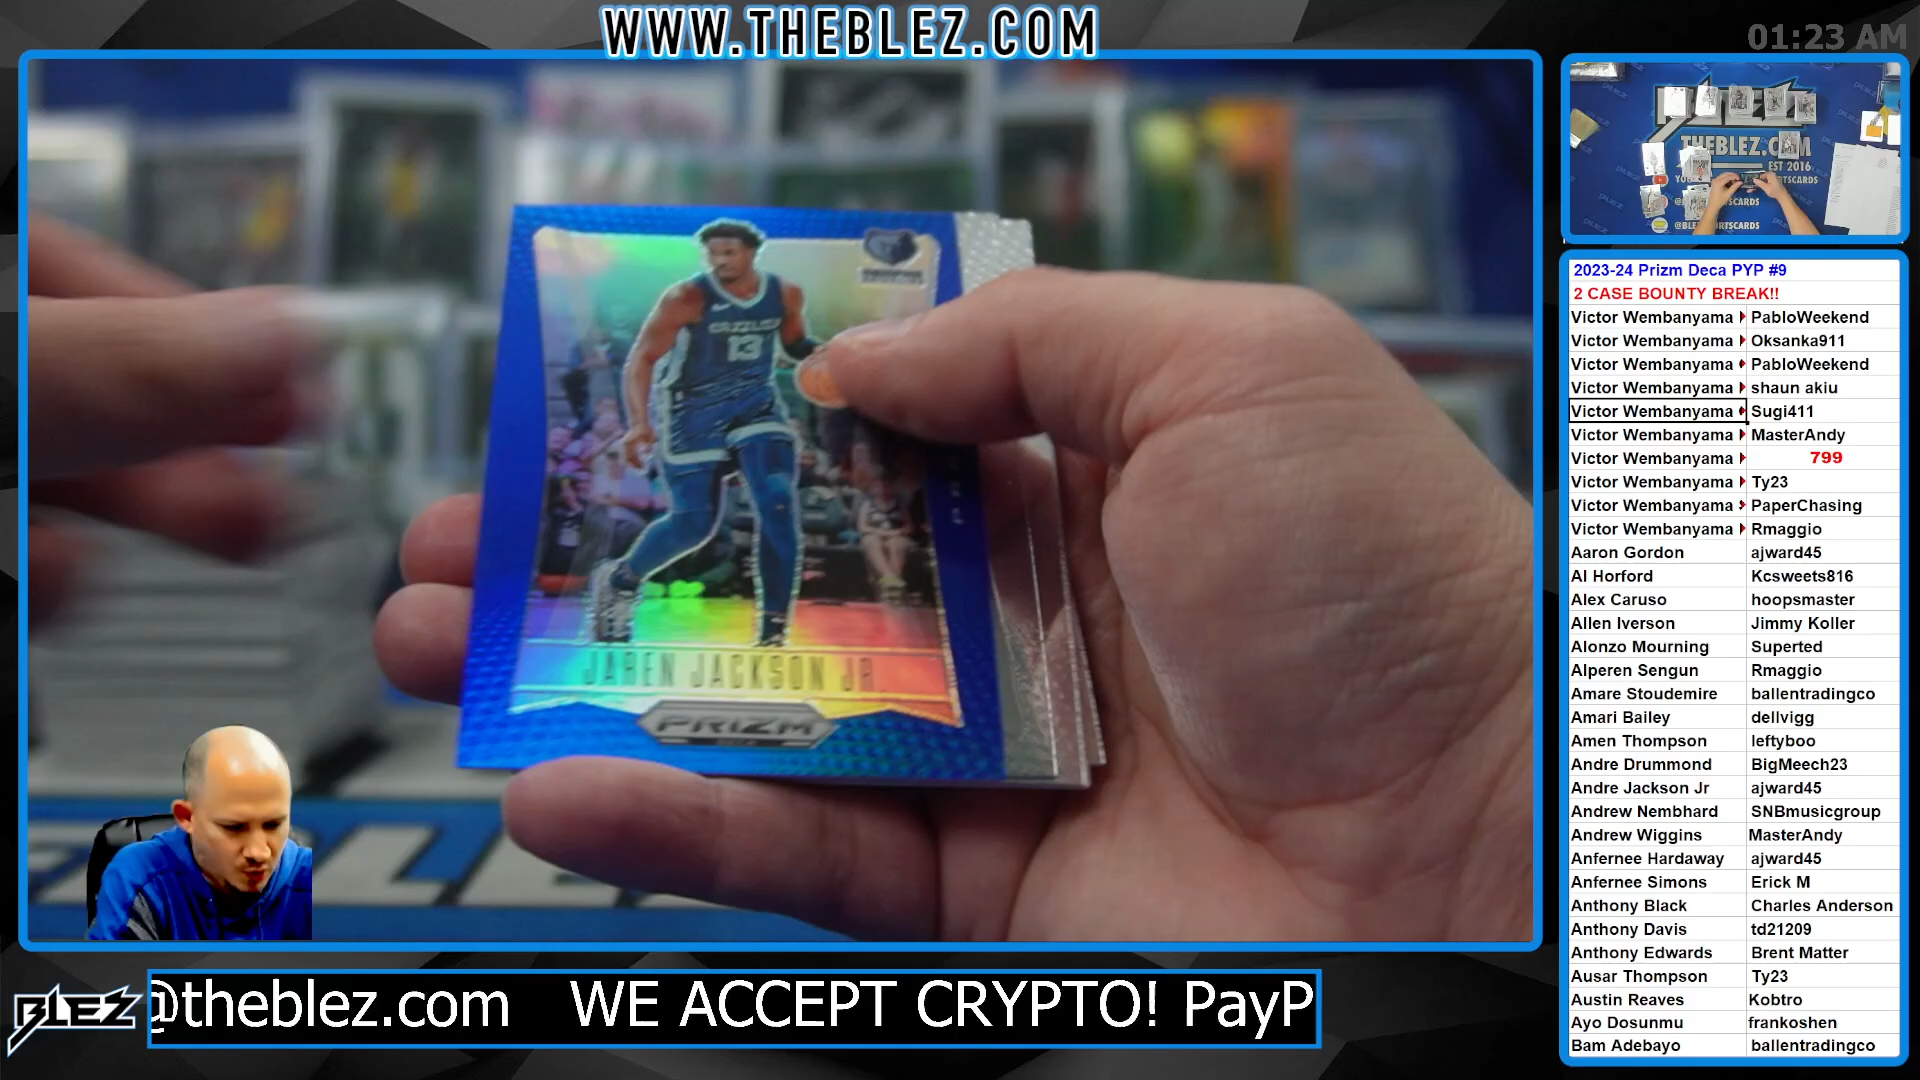 WWW.THEBLEZ.COM
01:23 AM
THEBLEZ.COM
EST 2016
GRIZZLIES
13
JAREN JACKSON JR
PRIZM
2023-24 Prizm Deca PYP #9
2 CASE BOUNTY BREAK!!
Victor Wembanyama PabloWeekend
Victor Wembanyama Oksanka911
Victor Wembanyama PabloWeekend
Victor Wembanyama shaun akiu
Victor Wembanyama Sugi411
Victor Wembanyama MasterAndy
Victor Wembanyama 799
Victor Wembanyama Ty23
Victor Wembanyama PaperChasing
Victor Wembanyama Rmaggio
Aaron Gordon ajward45
Al Horford Kcsweets816
Alex Caruso hoopsmaster
Allen Iverson Jimmy Koller
Alonzo Mourning Superted
Alperen Sengun Rmaggio
Amare Stoudemire ballentradingco
Amari Bailey dellvigg
Amen Thompson leftyboo
Andre Drummond BigMeech23
Andre Jackson Jr ajward45
Andrew Nembhard SNBmusicgroup
Andrew Wiggins MasterAndy
Anfernee Hardaway ajward45
Anfernee Simons Erick M
Anthony Black Charles Anderson
Anthony Davis td21209
Anthony Edwards Brent Matter
Ausar Thompson Ty23
Austin Reaves Kobtro
Ayo Dosunmu frankoshen
Bam Adebayo ballentradingco
BLEZ
@theblez.com WE ACCEPT CRYPTO! PayP